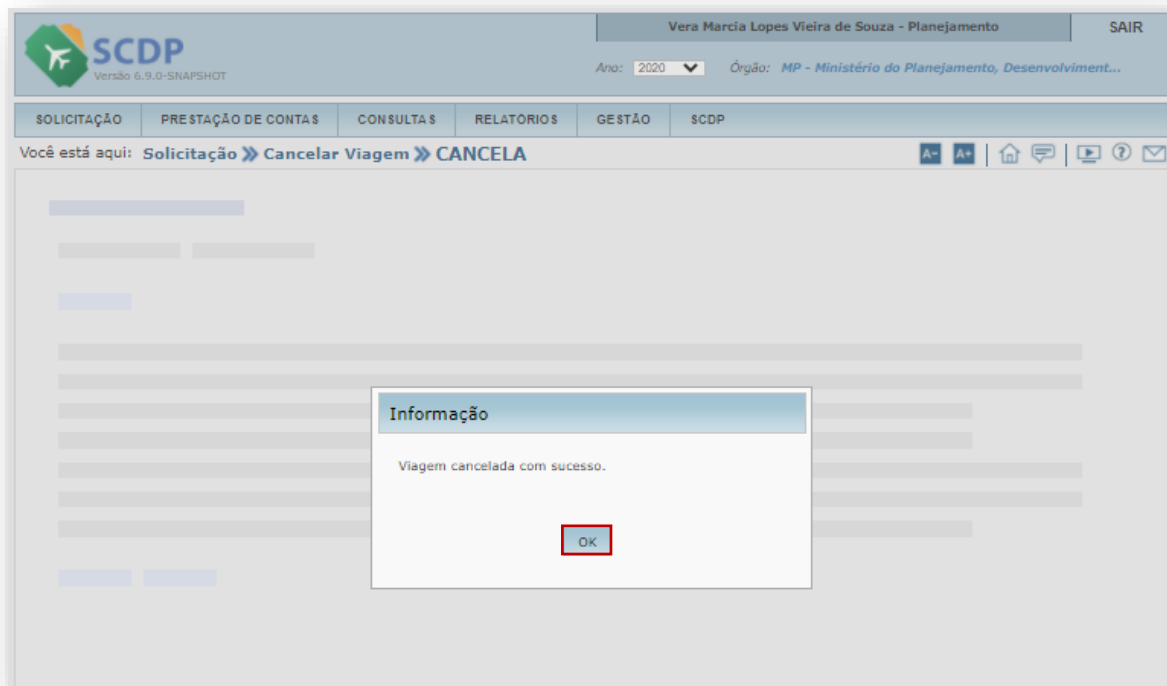 Vera Marcia Lopes Vieira de Souza - Planejamento SAIR
SCDP
Versão 6.9.0-SNAPSHOT
Ano: 2020 Órgão: MP - Ministério do Planejamento, Desenvolviment...
SOLICITAÇÃO PRESTAÇÃO DE CONTAS CONSULTAS RELATÓRIOS GESTÃO SCDP
Você está aqui: Solicitação Cancelar Viagem CANCELA A- A+
Informação
Viagem cancelada com sucesso.
OK